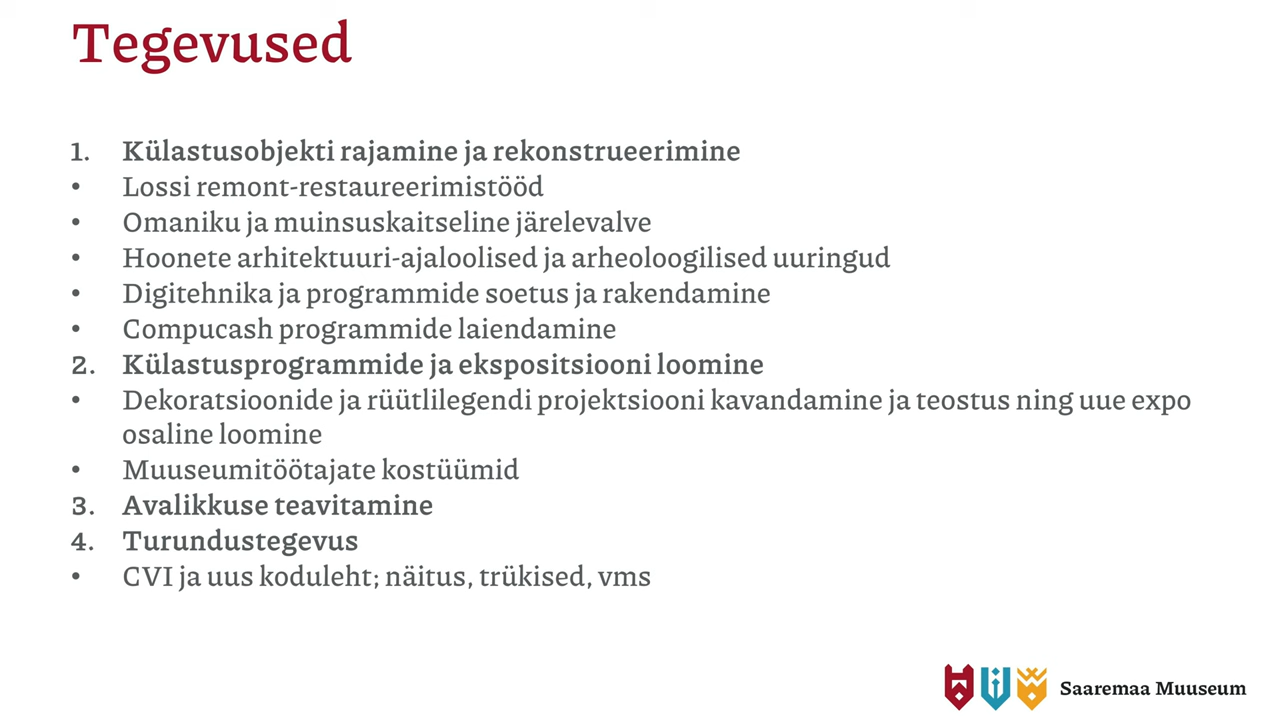 Tegevused
1. Külastusobjekti rajamine ja rekonstrueerimine
• Lossi remont-restaureerimistööd
• Omaniku ja muinsuskaitseline järelevalve
• Hoonete arhitektuuri-ajaloolised ja arheoloogilised uuringud
• Digitehnika ja programmide soetus ja rakendamine
• Compucash programmide laiendamine
2. Külastusprogrammide ja ekspositsiooni loomine
• Dekoratsioonide ja rüütlilegendi projektsiooni kavandamine ja teostus ning uue expo
osaline loomine
• Muuseumitöötajate kostüümid
3. Avalikkuse teavitamine
4. Turundustegevus
• CVI ja uus koduleht; näitus, trükised, vms
Saaremaa Muuseum